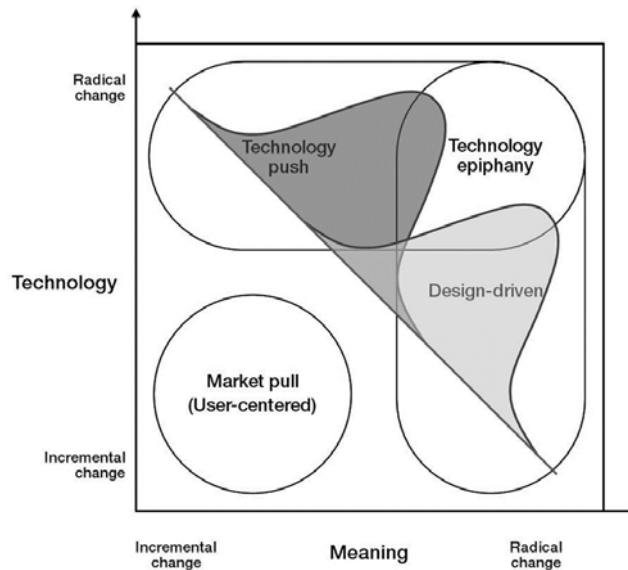 Radical
change
Technology
push
Technology
epiphany
Technology
Design-driven
Market pull
(User-centered)
Incremental
change
Incremental
change
Meaning
Radical
change